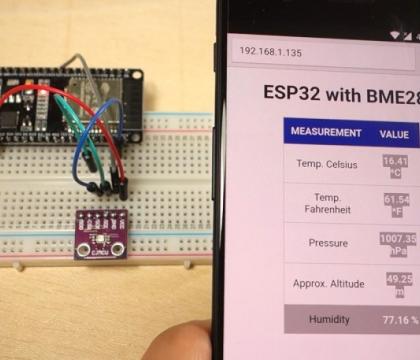 192.168.1.135
ESP32 with BME28
MEASUREMENT VALUE
Temp. Celsius 16.41 °C
Temp. Fahrenheit 61.54 °F
Pressure 1007.35 hPa
Approx. Altitude 49.25 m
Humidity 77.16 %